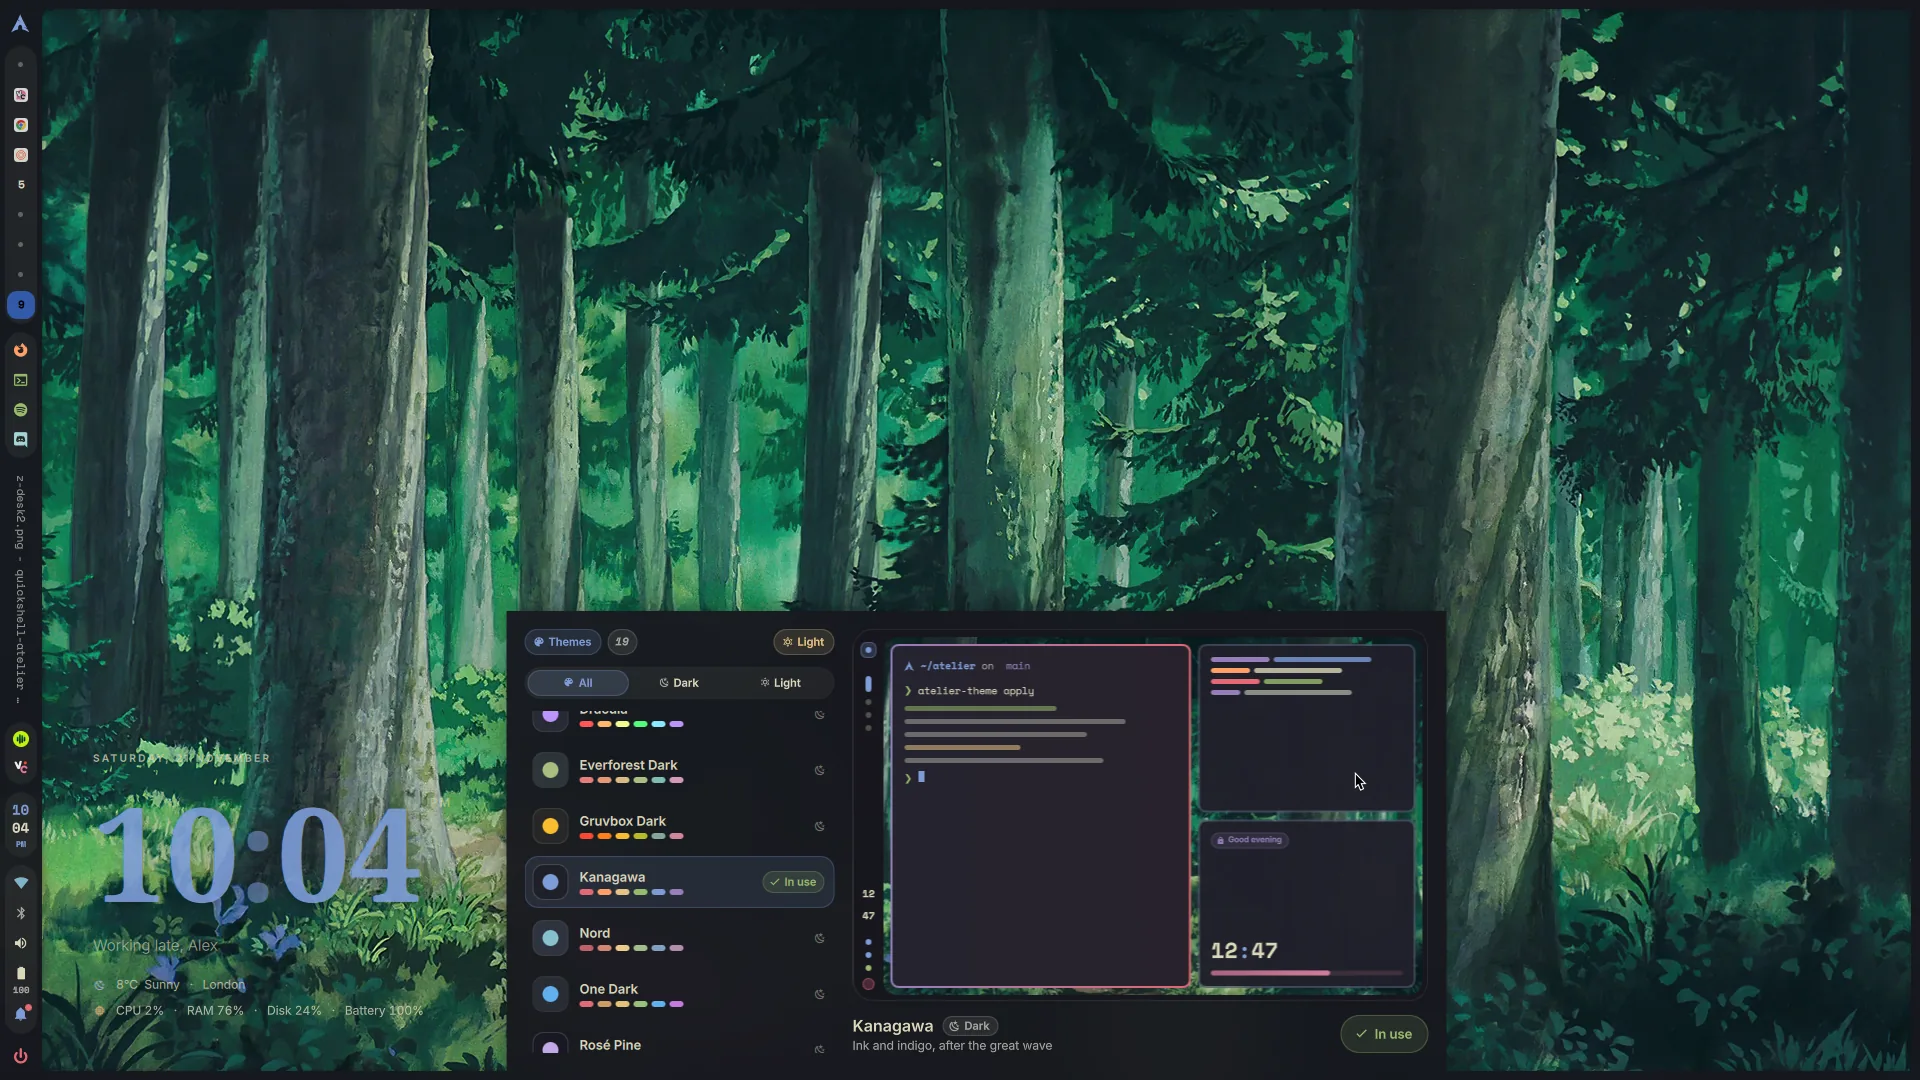 5
9
z-desk2.png - quickshell-atelier …
10
04
PM
100
SATURDAY, NOVEMBER
10:04
Working late, Alex
8°C Sunny · London
CPU 2% · RAM 76% · Disk 24% · Battery 100%
Themes
19
Light
All
Dark
Light
Dracula
Everforest Dark
Gruvbox Dark
Kanagawa
In use
Nord
One Dark
Rosé Pine
~/atelier on main
❯ atelier-theme apply
❯
12
47
Good evening
12:47
Kanagawa
Dark
Ink and indigo, after the great wave
In use